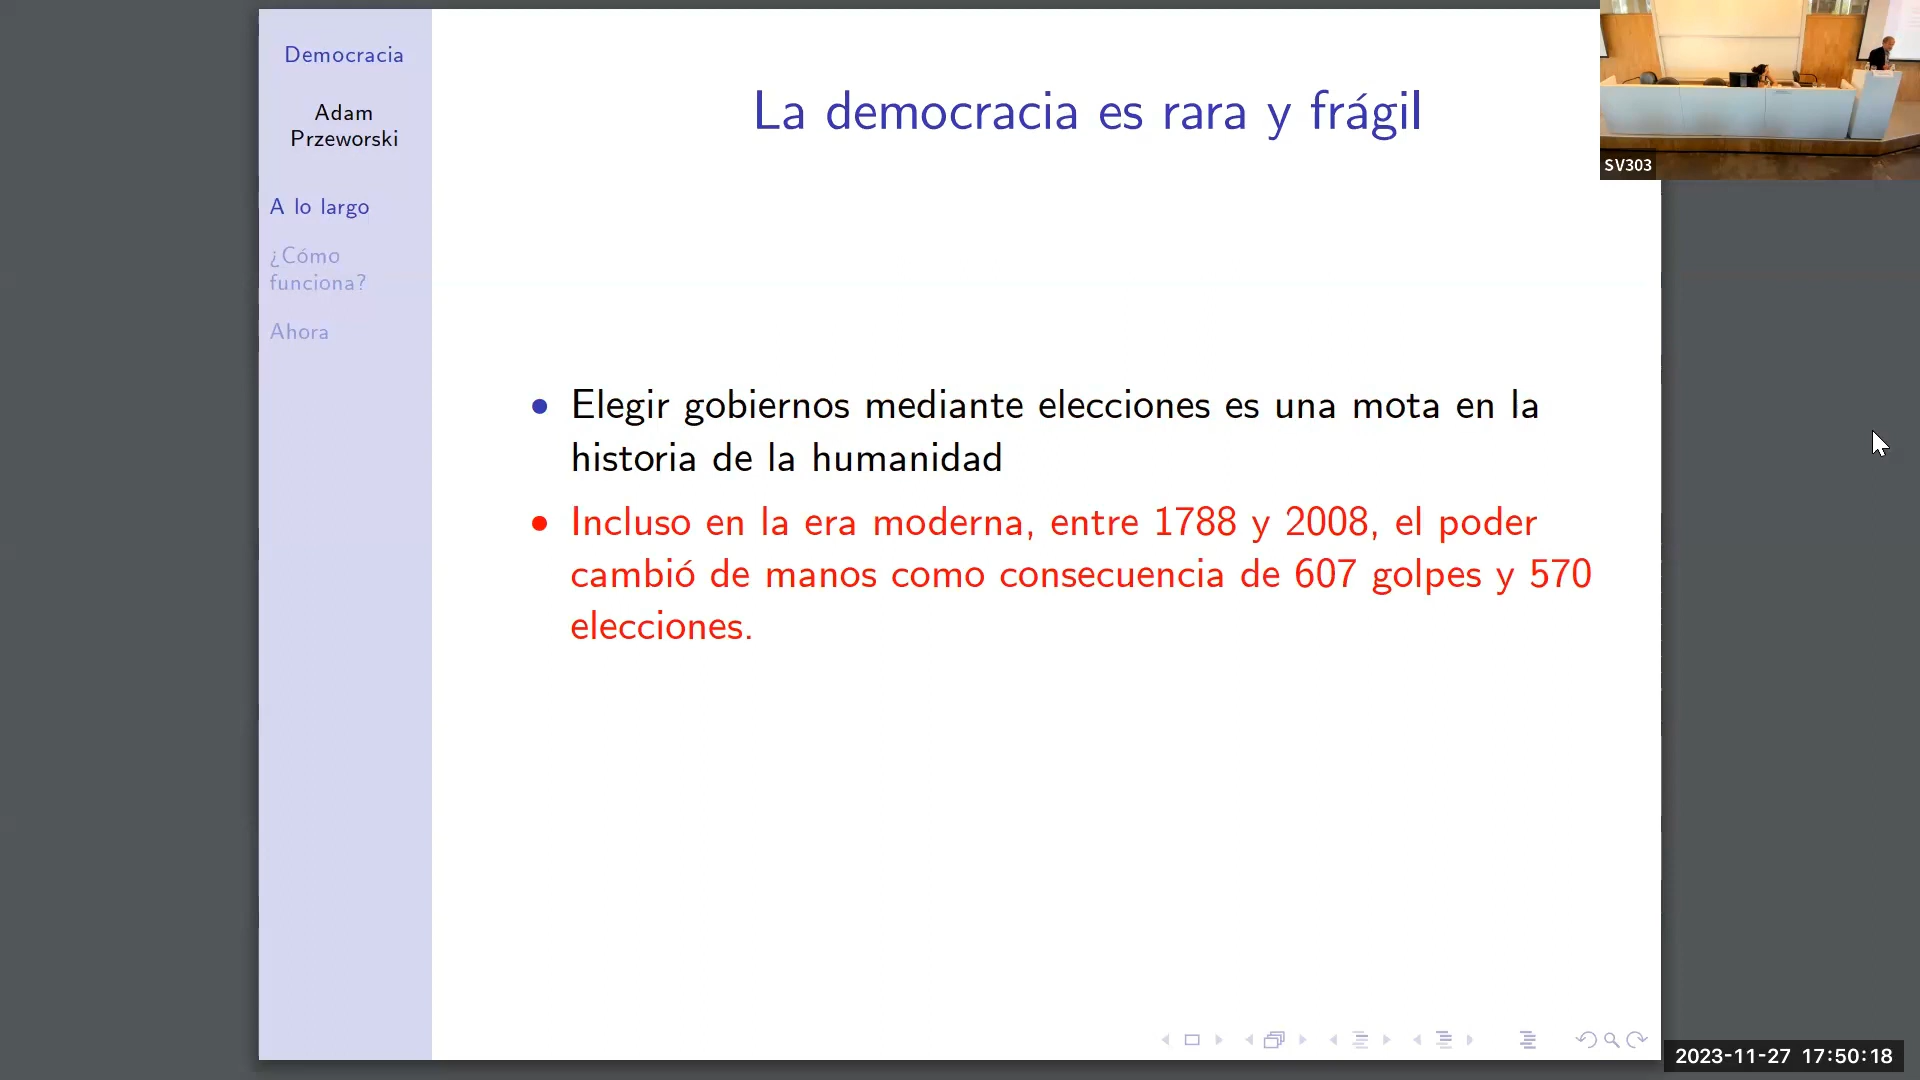 Democracia
Adam
Przeworski
A lo largo
¿Cómo
funciona?
Ahora
La democracia es rara y frágil
• Elegir gobiernos mediante elecciones es una mota en la
historia de la humanidad
• Incluso en la era moderna, entre 1788 y 2008, el poder
cambió de manos como consecuencia de 607 golpes y 570
elecciones.
SV303
2023-11-27 17:50:18